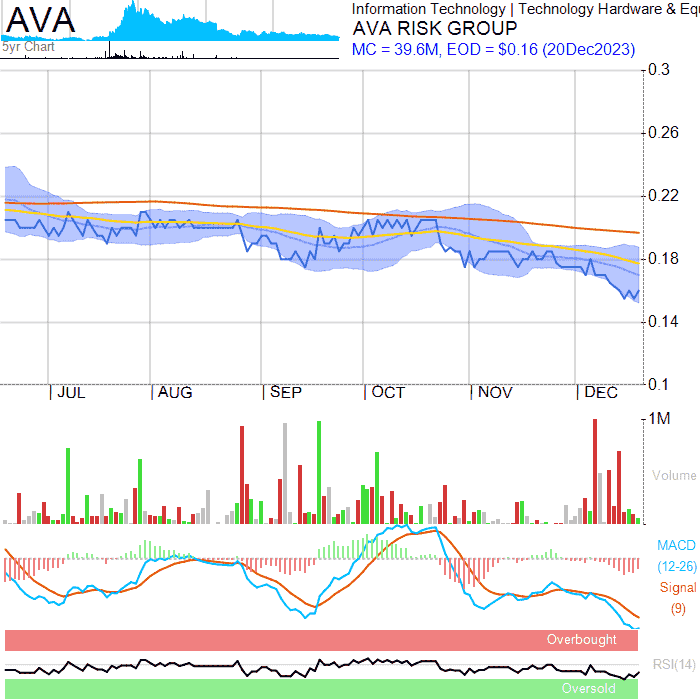 AVA
5yr Chart
Information Technology | Technology Hardware & Equ
AVA RISK GROUP
MC = 39.6M, EOD = $0.16 (20Dec2023)
0.3
0.26
0.22
0.18
0.14
0.1
JUL
AUG
SEP
OCT
NOV
DEC
1M
Volume
MACD
(12-26)
Signal
(9)
Overbought
RSI(14)
Oversold